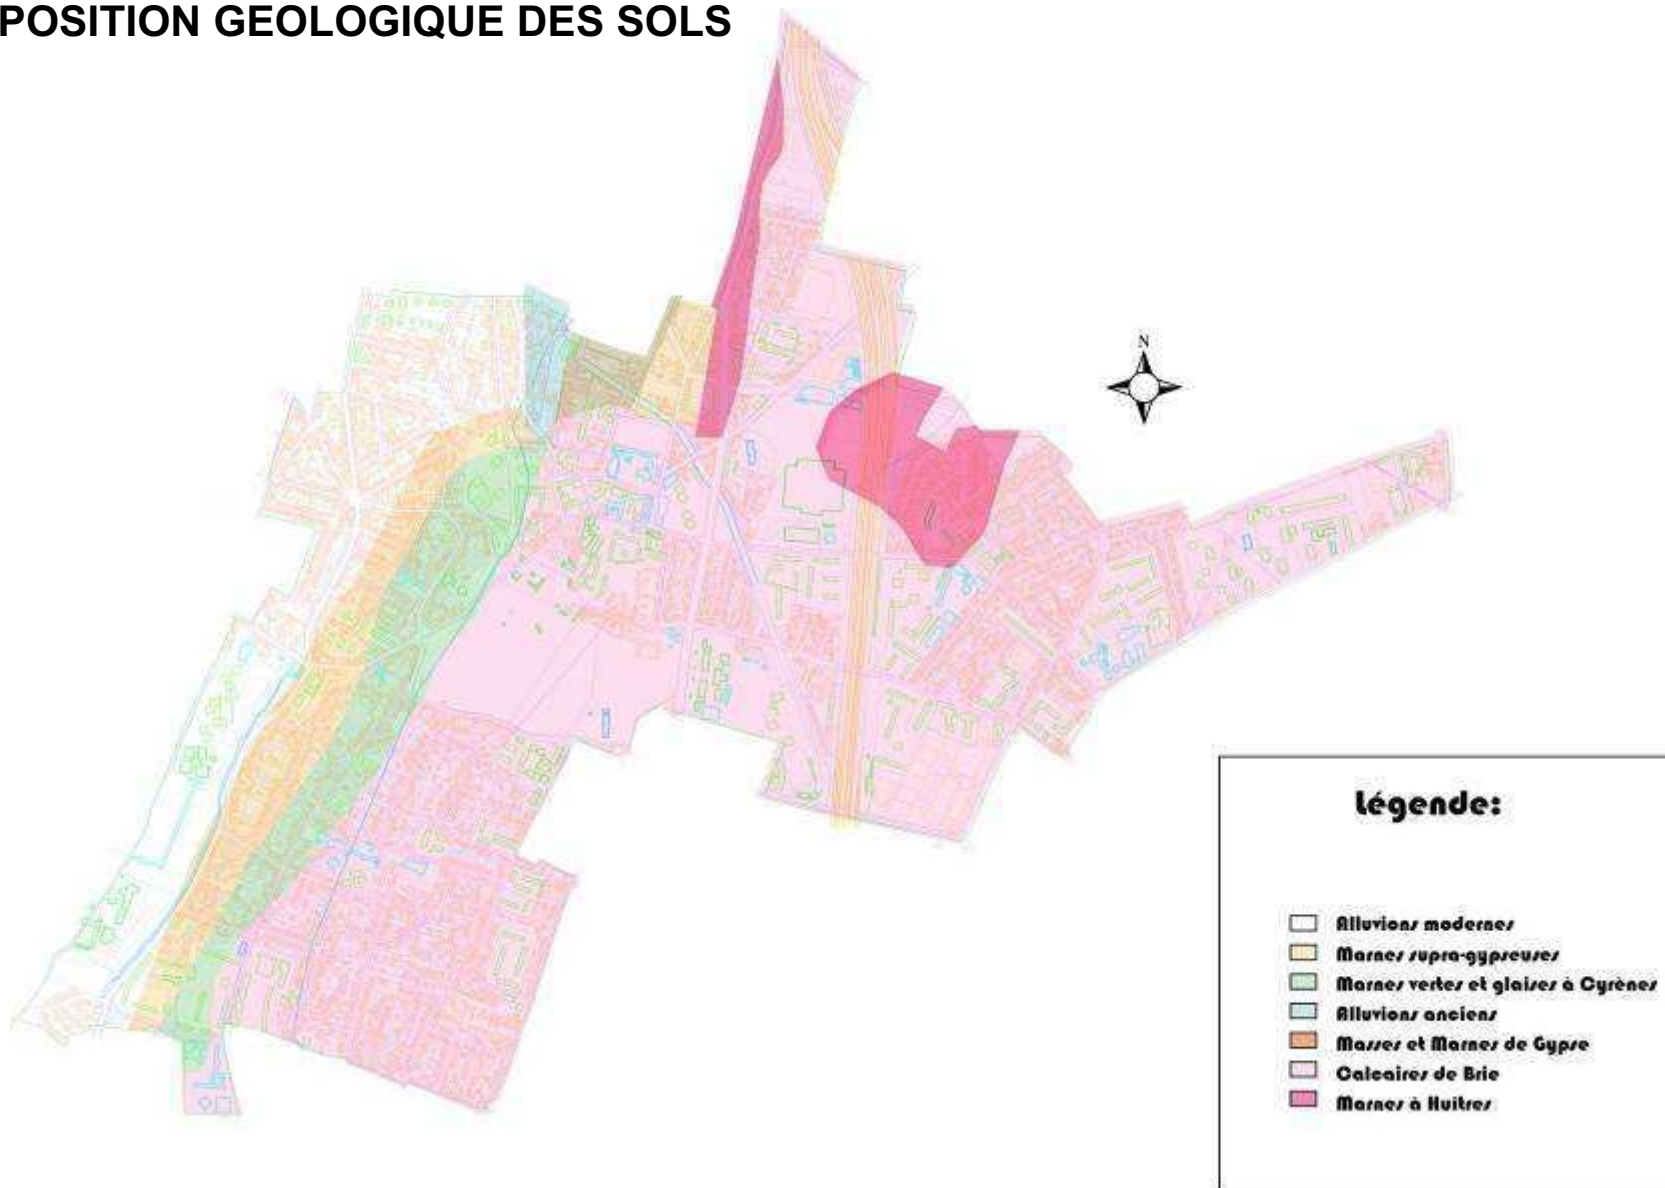 POSITION GEOLOGIQUE DES SOLS
N
Légende:
Alluvions modernes
Marnes supra-gypseuses
Marnes vertes et glaises à Cyrènes
Alluvions anciens
Masses et Marnes de Gypse
Calcaires de Brie
Marnes à Huitres